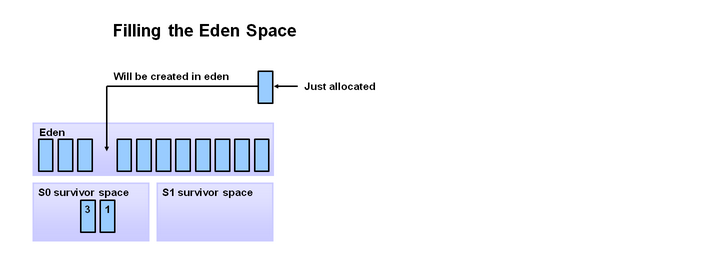 Filling the Eden Space
Will be created in eden
Just allocated
Eden
S0 survivor space
S1 survivor space
3 1